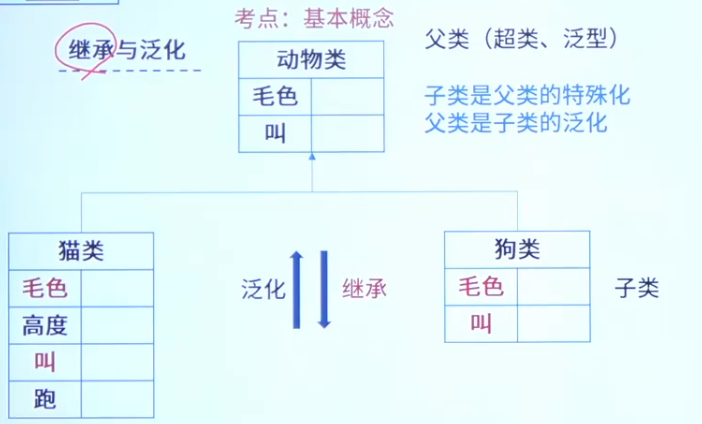 考点：基本概念
继承与泛化
父类（超类、泛型）
动物类
毛色
叫
子类是父类的特殊化
父类是子类的泛化
猫类
毛色
高度
叫
跑
泛化
继承
狗类
毛色
叫
子类